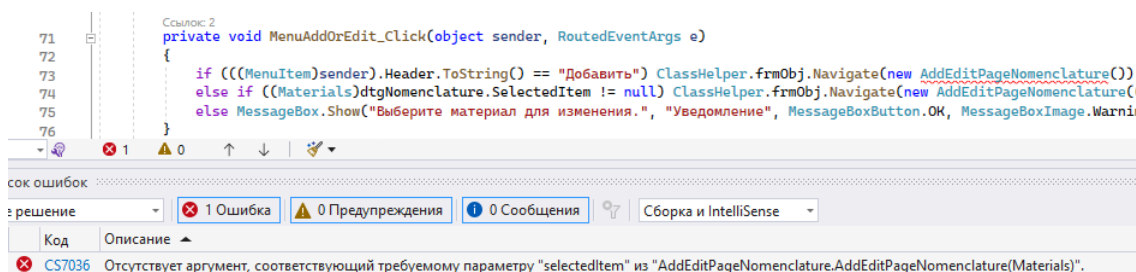 Ссылок: 2
71 private void MenuAddOrEdit_Click(object sender, RoutedEventArgs e)
72 {
73 if (((MenuItem)sender).Header.ToString() == "Добавить") ClassHelper.frmObj.Navigate(new AddEditPageNomenclature())
74 else if ((Materials)dtgNomenclature.SelectedItem != null) ClassHelper.frmObj.Navigate(new AddEditPageNomenclature(
75 else MessageBox.Show("Выберите материал для изменения.", "Уведомление", MessageBoxButton.OK, MessageBoxImage.Warnin
76 }
1 0
сок ошибок
е решение 1 Ошибка 0 Предупреждения 0 Сообщения Сборка и IntelliSense
Код Описание
CS7036 Отсутствует аргумент, соответствующий требуемому параметру "selectedItem" из "AddEditPageNomenclature.AddEditPageNomenclature(Materials)".